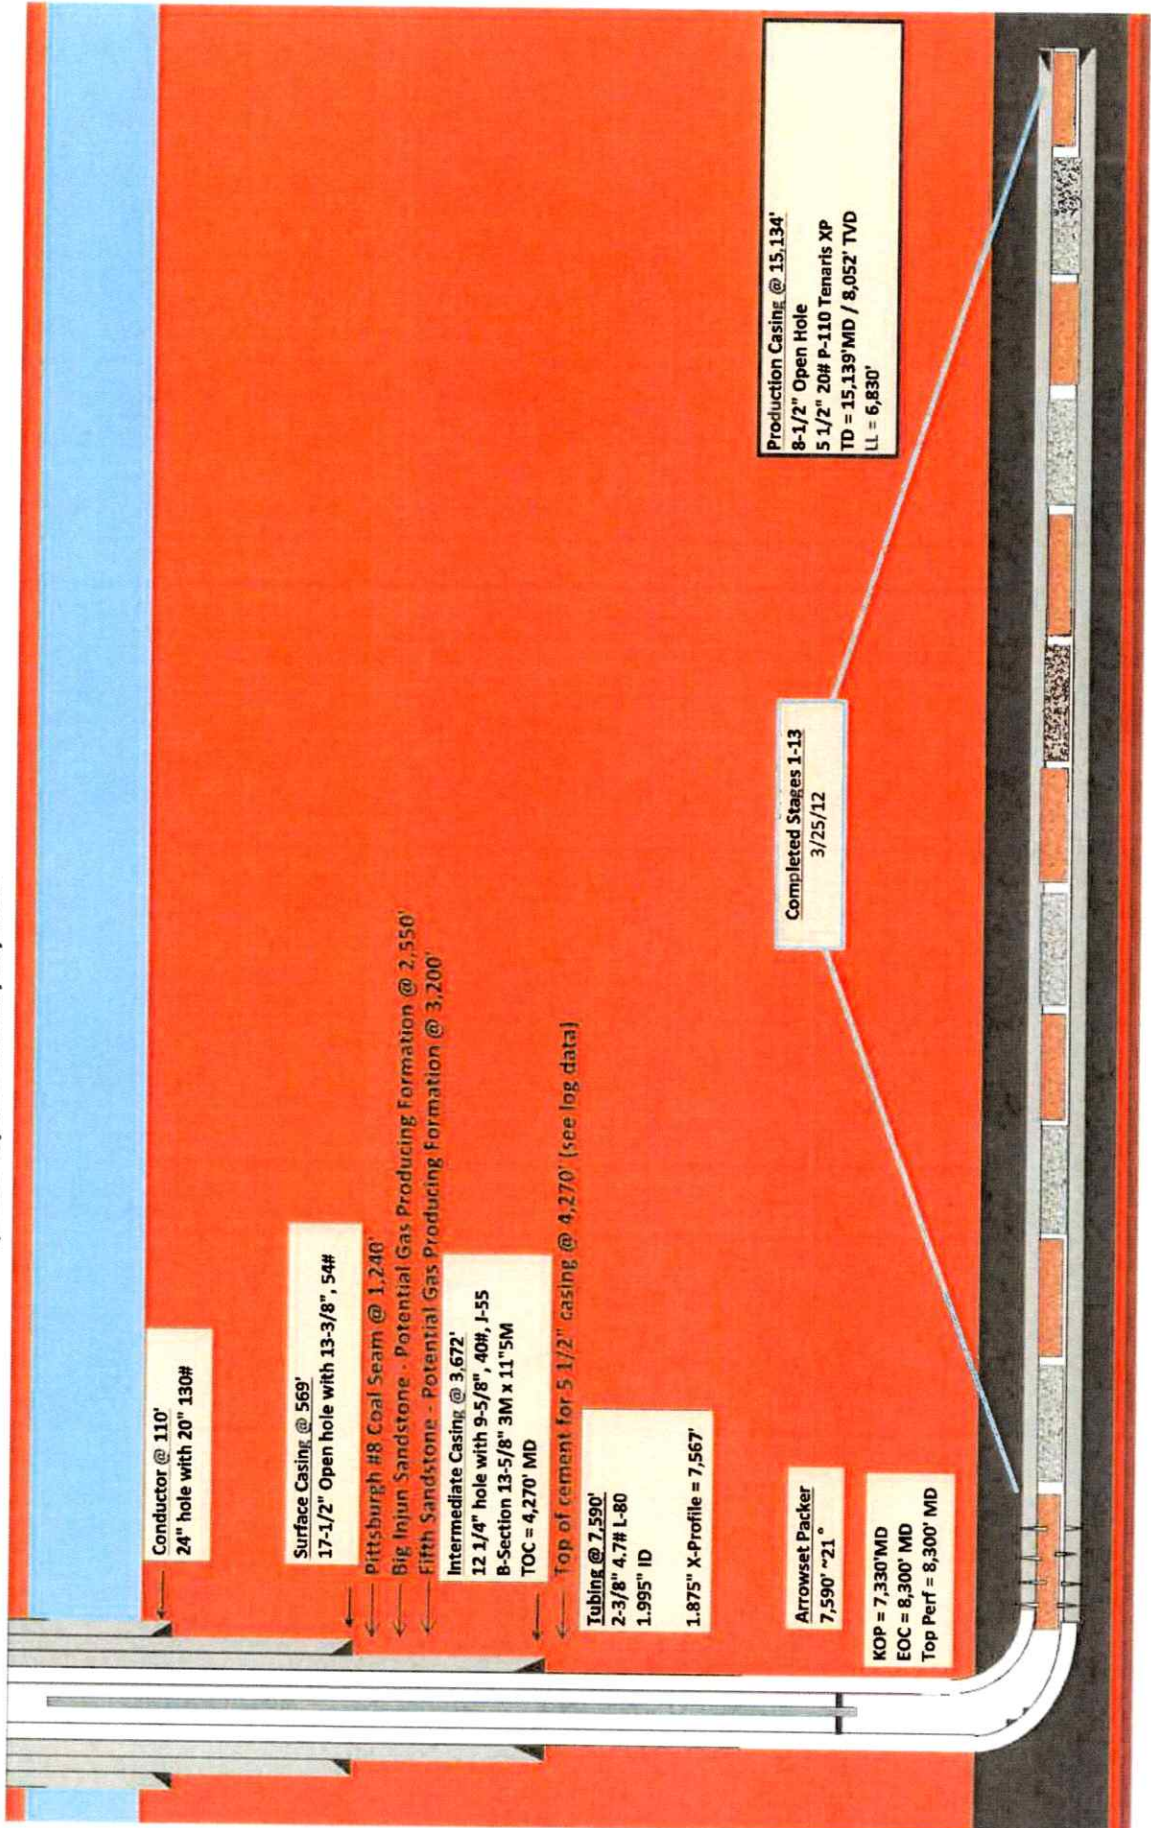 Conductor @ 110'
24" hole with 20" 130#
Surface Casing @ 569'
17-1/2" Open hole with 13-3/8", 54#
Pittsburgh #8 Coal Seam @ 1,240'
Big Injun Sandstone - Potential Gas Producing Formation @ 2,550'
Fifth Sandstone - Potential Gas Producing Formation @ 3,200'
Intermediate Casing @ 3,672'
12 1/4" hole with 9-5/8", 40#, J-55
B-Section 13-5/8" 3M x 11"5M
TOC = 4,270' MD
Top of cement for 5 1/2" casing @ 4,270' (see log data)
Tubing @ 7,590'
2-3/8" 4.7# L-80
1.995" ID
1.875" X-Profile = 7,567'
Arrowset Packer
7,590' ~21°
KOP = 7,330'MD
EOC = 8,300' MD
Top Perf = 8,300' MD
Completed Stages 1-13
3/25/12
Production Casing @ 15,134'
8-1/2" Open Hole
5 1/2" 20# P-110 Tenaris XP
TD = 15,139'MD / 8,052' TVD
LL = 6,830'